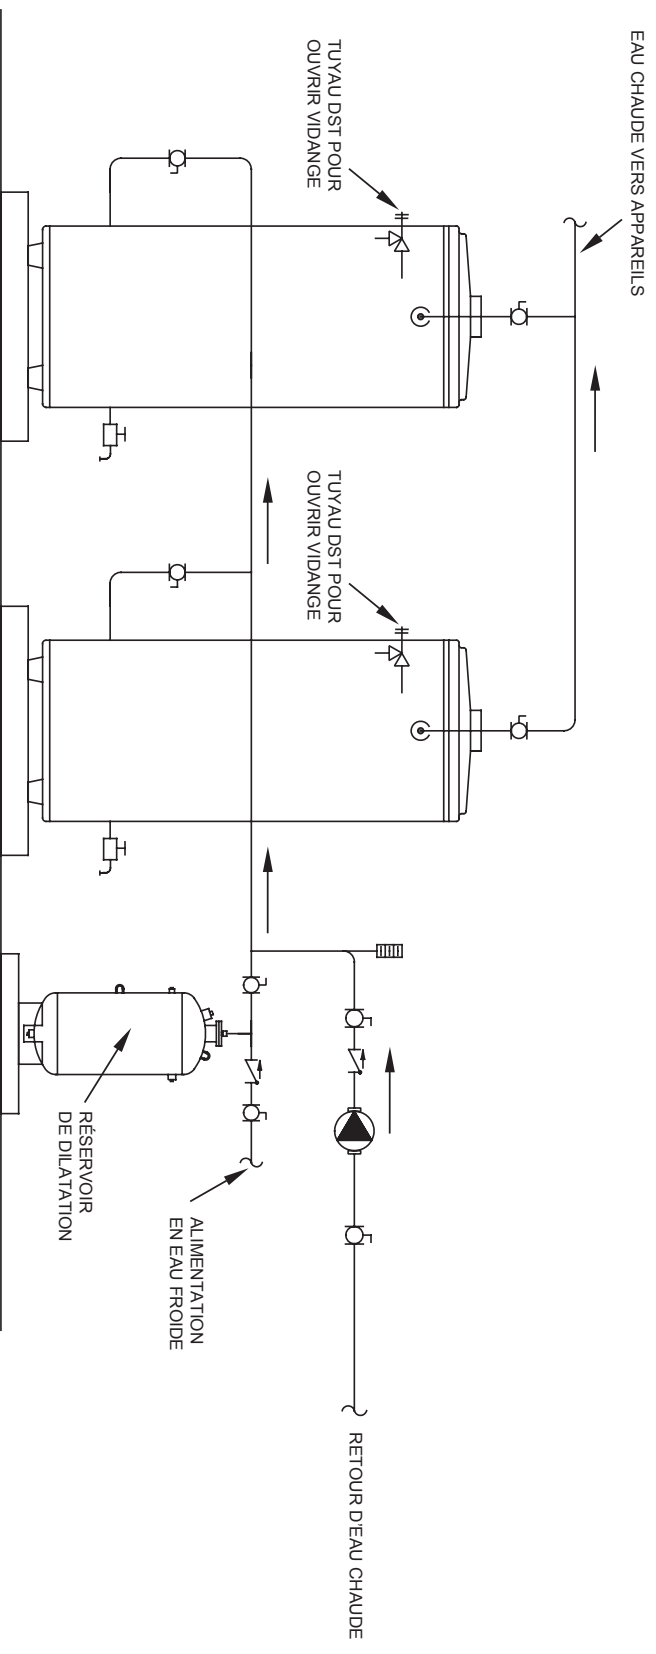 EAU CHAUDE VERS APPAREILS
TUYAU DST POUR
OUVRIR VIDANGE
TUYAU DST POUR
OUVRIR VIDANGE
RÉSERVOIR
DE DILATATION
ALIMENTATION
EN EAU FROIDE
RETOUR D'EAU CHAUDE